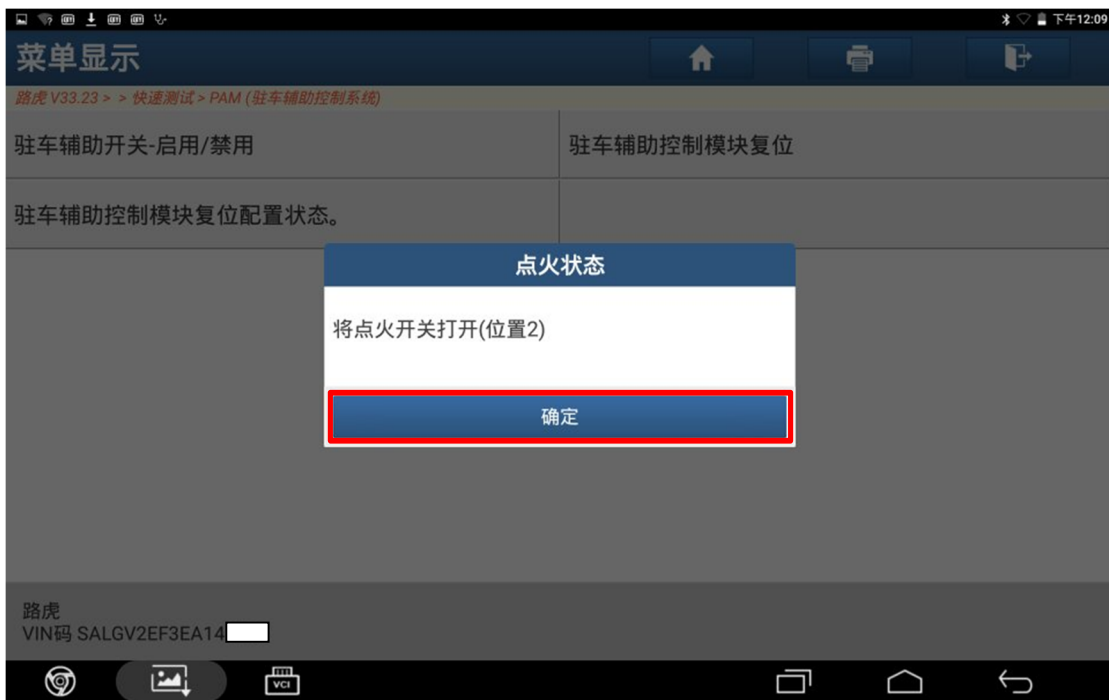 下午12:09
菜单显示
路虎 V33.23 > > 快速测试 > PAM (驻车辅助控制系统)
驻车辅助开关-启用/禁用
驻车辅助控制模块复位
驻车辅助控制模块复位配置状态。
点火状态
将点火开关打开(位置2)
确定
路虎
VIN码 SALGV2EF3EA14
VCI